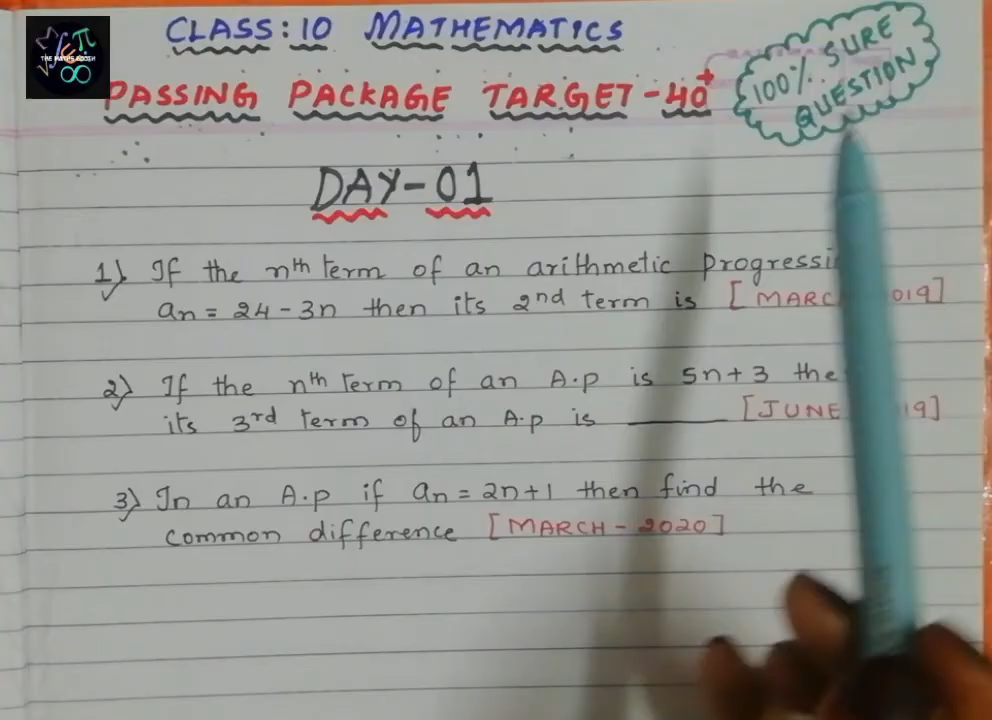 CLASS:10 MATHEMATICS
PASSING PACKAGE TARGET-40+
100% SURE
QUESTION
DAY-01
1) If the nth term of an arithmetic
an = 24-3n then its 2nd term is [
2) If the nth term of an A.p is 5n+3
its 3rd term of an A.p is ______ [JUNE
3) In an A.p if an = 2n+1 then find the
common difference [MARCH-2020]